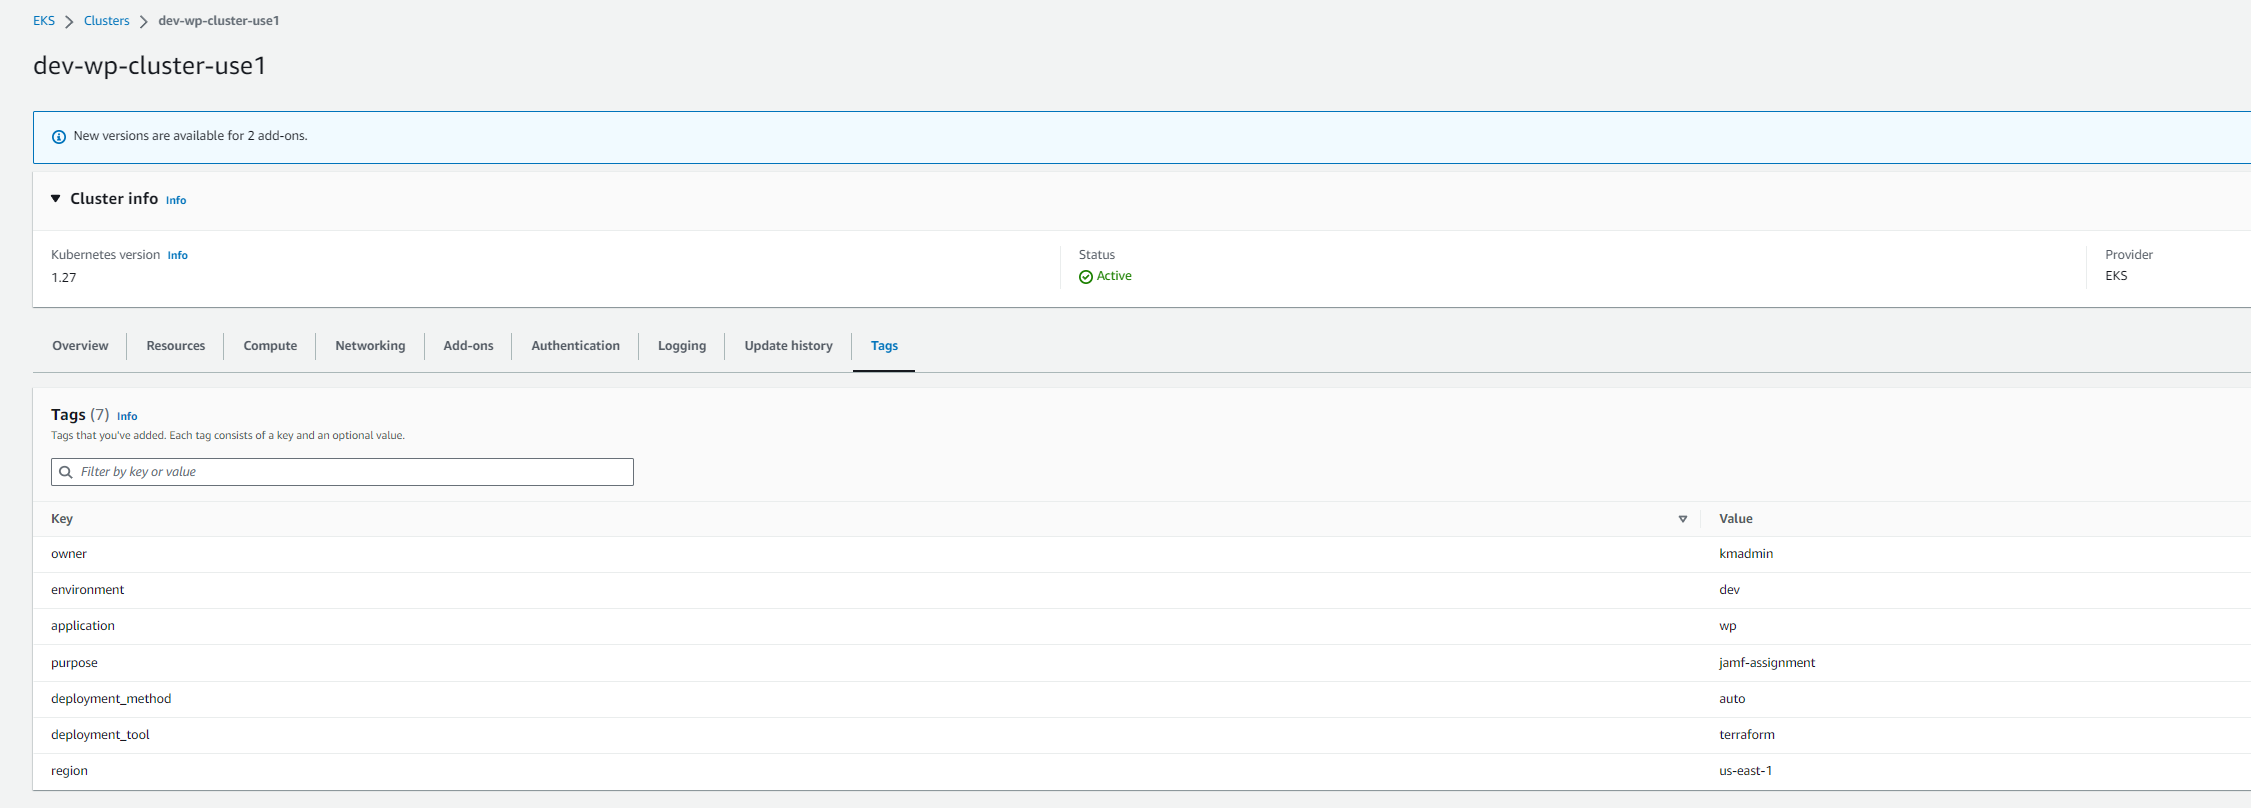 EKS Clusters dev-wp-cluster-use1
dev-wp-cluster-use1
New versions are available for 2 add-ons.
Cluster info Info
Kubernetes version Info Status Provider
1.27 Active EKS
Overview Resources Compute Networking Add-ons Authentication Logging Update history Tags
Tags (7) Info
Tags that you've added. Each tag consists of a key and an optional value.
Filter by key or value
Key Value
owner kmadmin
environment dev
application wp
purpose jamf-assignment
deployment_method auto
deployment_tool terraform
region us-east-1